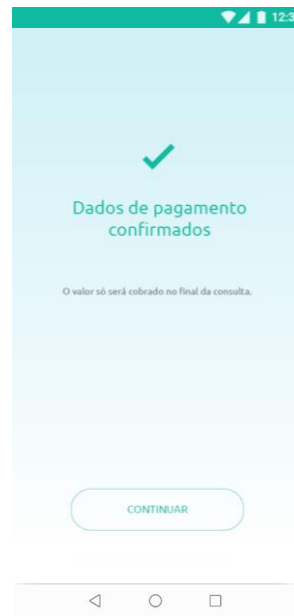 12:3
Dados de pagamento
confirmados
O valor só será cobrado no final da consulta.
CONTINUAR